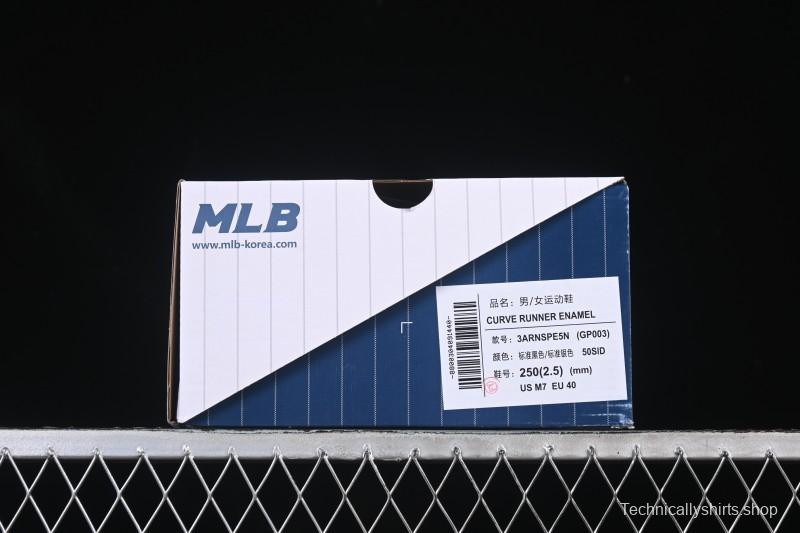 MLB
www.mlb-korea.com
品名：男/女运动鞋
CURVE RUNNER ENAMEL
款号：3ARNSPE5N (GP003)
颜色：标准黑色/标准银色 50SID
鞋号：250(2.5) (mm)
US M7 EU 40
Technicallyshirts.shop